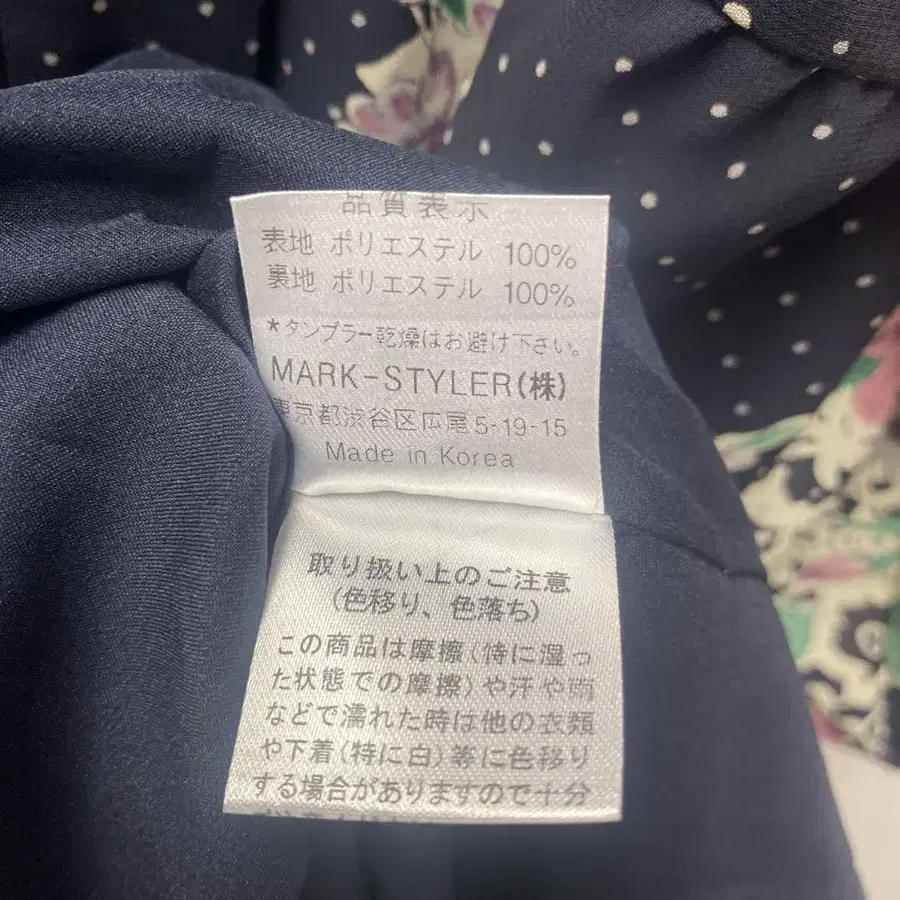 品質表示
表地 ポリエステル 100%
裏地 ポリエステル 100%
*タンブラー乾燥はお避け下さい。
MARK-STYLER(株)
東京都渋谷区広尾5-19-15
Made in Korea
取り扱い上のご注意
(色移り、色落ち)
この商品は摩擦(侍に湿っ
た状態での摩擦)や汗や雨
などで濡れた時は他の衣類
や下着(特に白)等に色移り
する場合がありますので十分